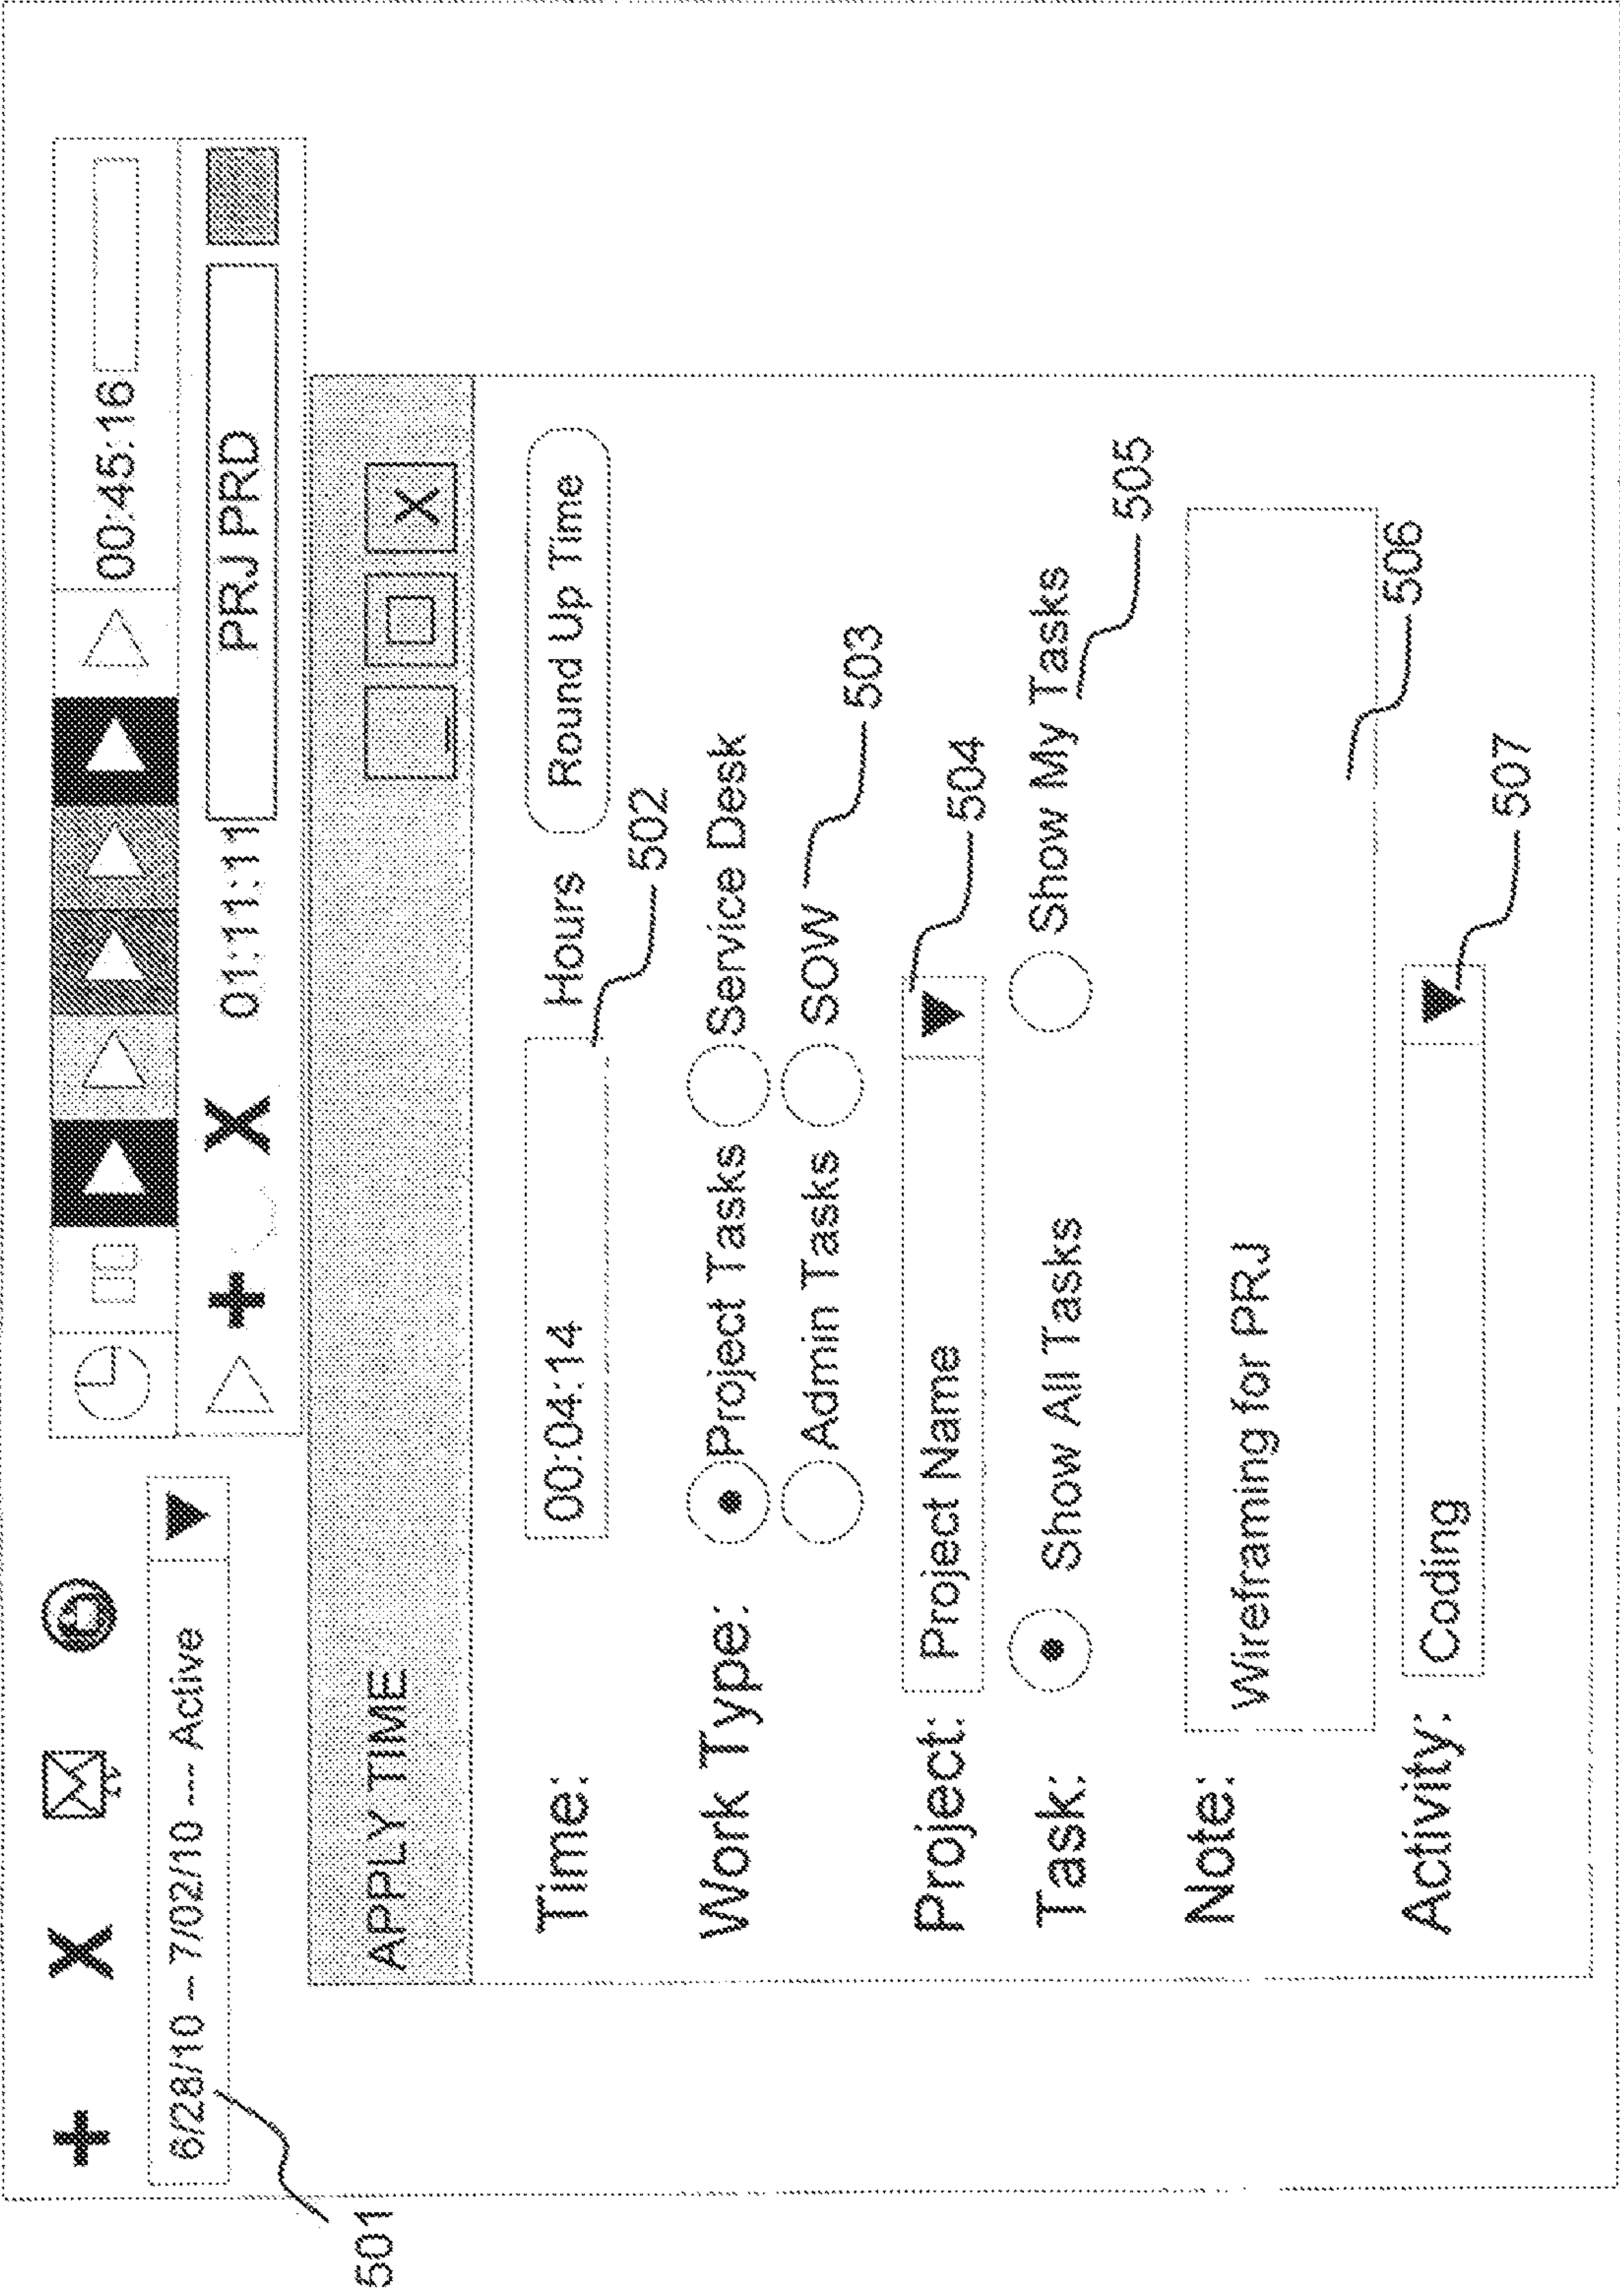 00:45:16
6/28/10 -- 7/02/10 ---- Active
01:11:11 PRJ PRD
501
APPLY TIME
Time: 00:04:14 Hours Round Up Time
502
Work Type: Project Tasks Service Desk
Admin Tasks SOW
503
Project: Project Name
504
Task: Show All Tasks Show My Tasks
505
Note: Wireframing for PRJ
506
Activity: Coding
507